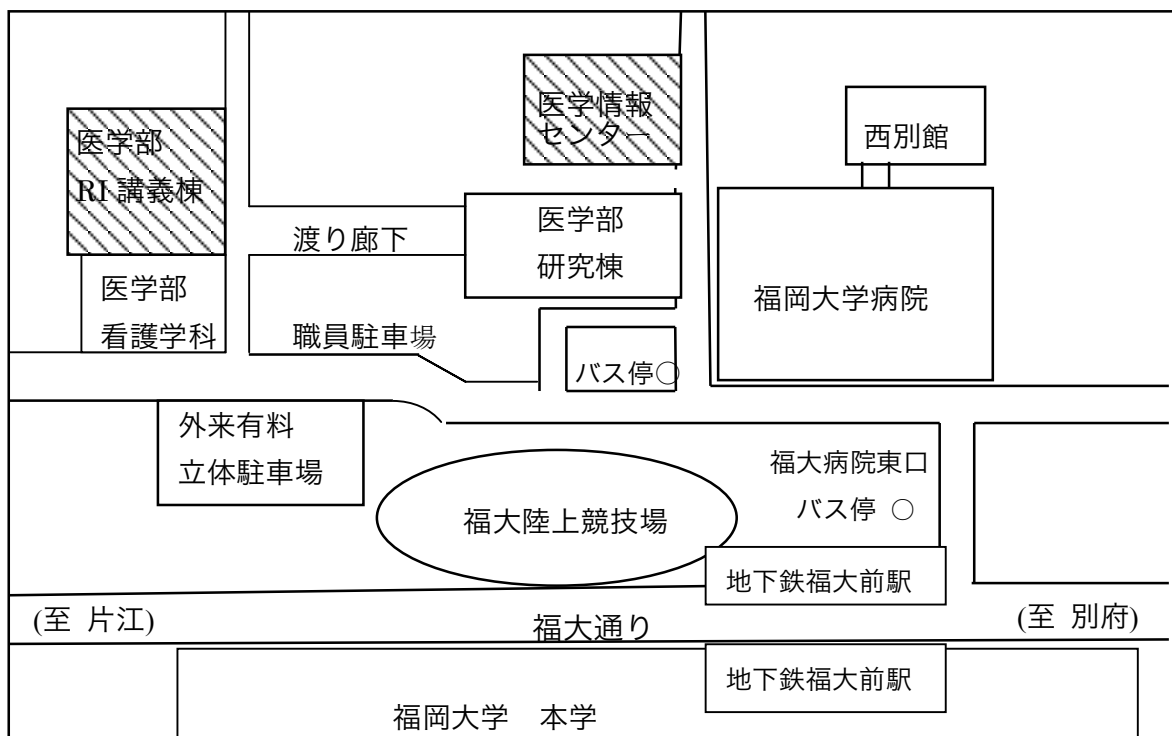 医学情報
センター
西別館
医学部
RI 講義棟
医学部
研究棟
渡り廊下
福岡大学病院
医学部
看護学科
職員駐車場
バス停○
外来有料
立体駐車場
福大病院東口
バス停 ○
福大陸上競技場
地下鉄福大前駅
(至 片江)
福大通り
(至 別府)
地下鉄福大前駅
福岡大学 本学